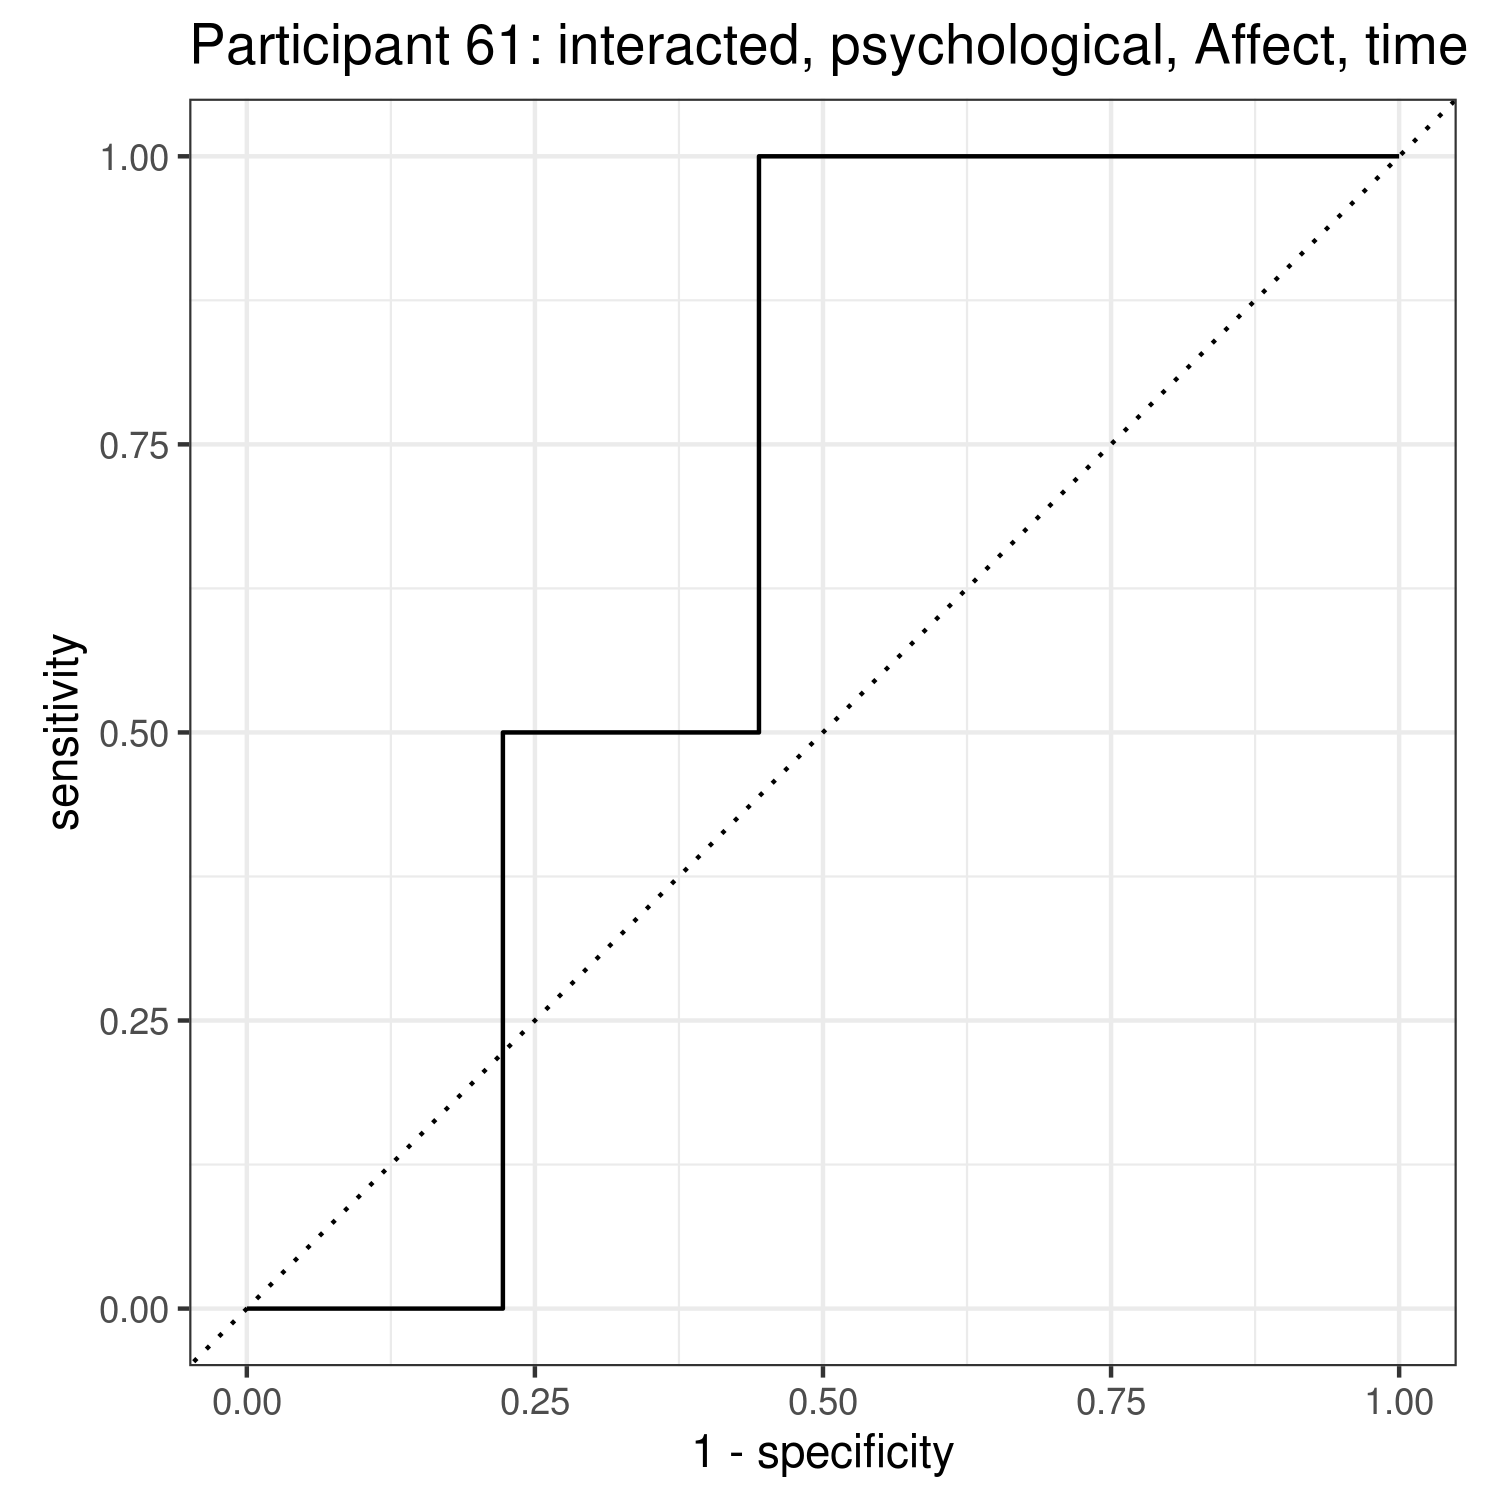 Participant 61: interacted, psychological, Affect, time
1.00
0.75
0.50
0.25
0.00
sensitivity
0.00 0.25 0.50 0.75 1.00
1 - specificity